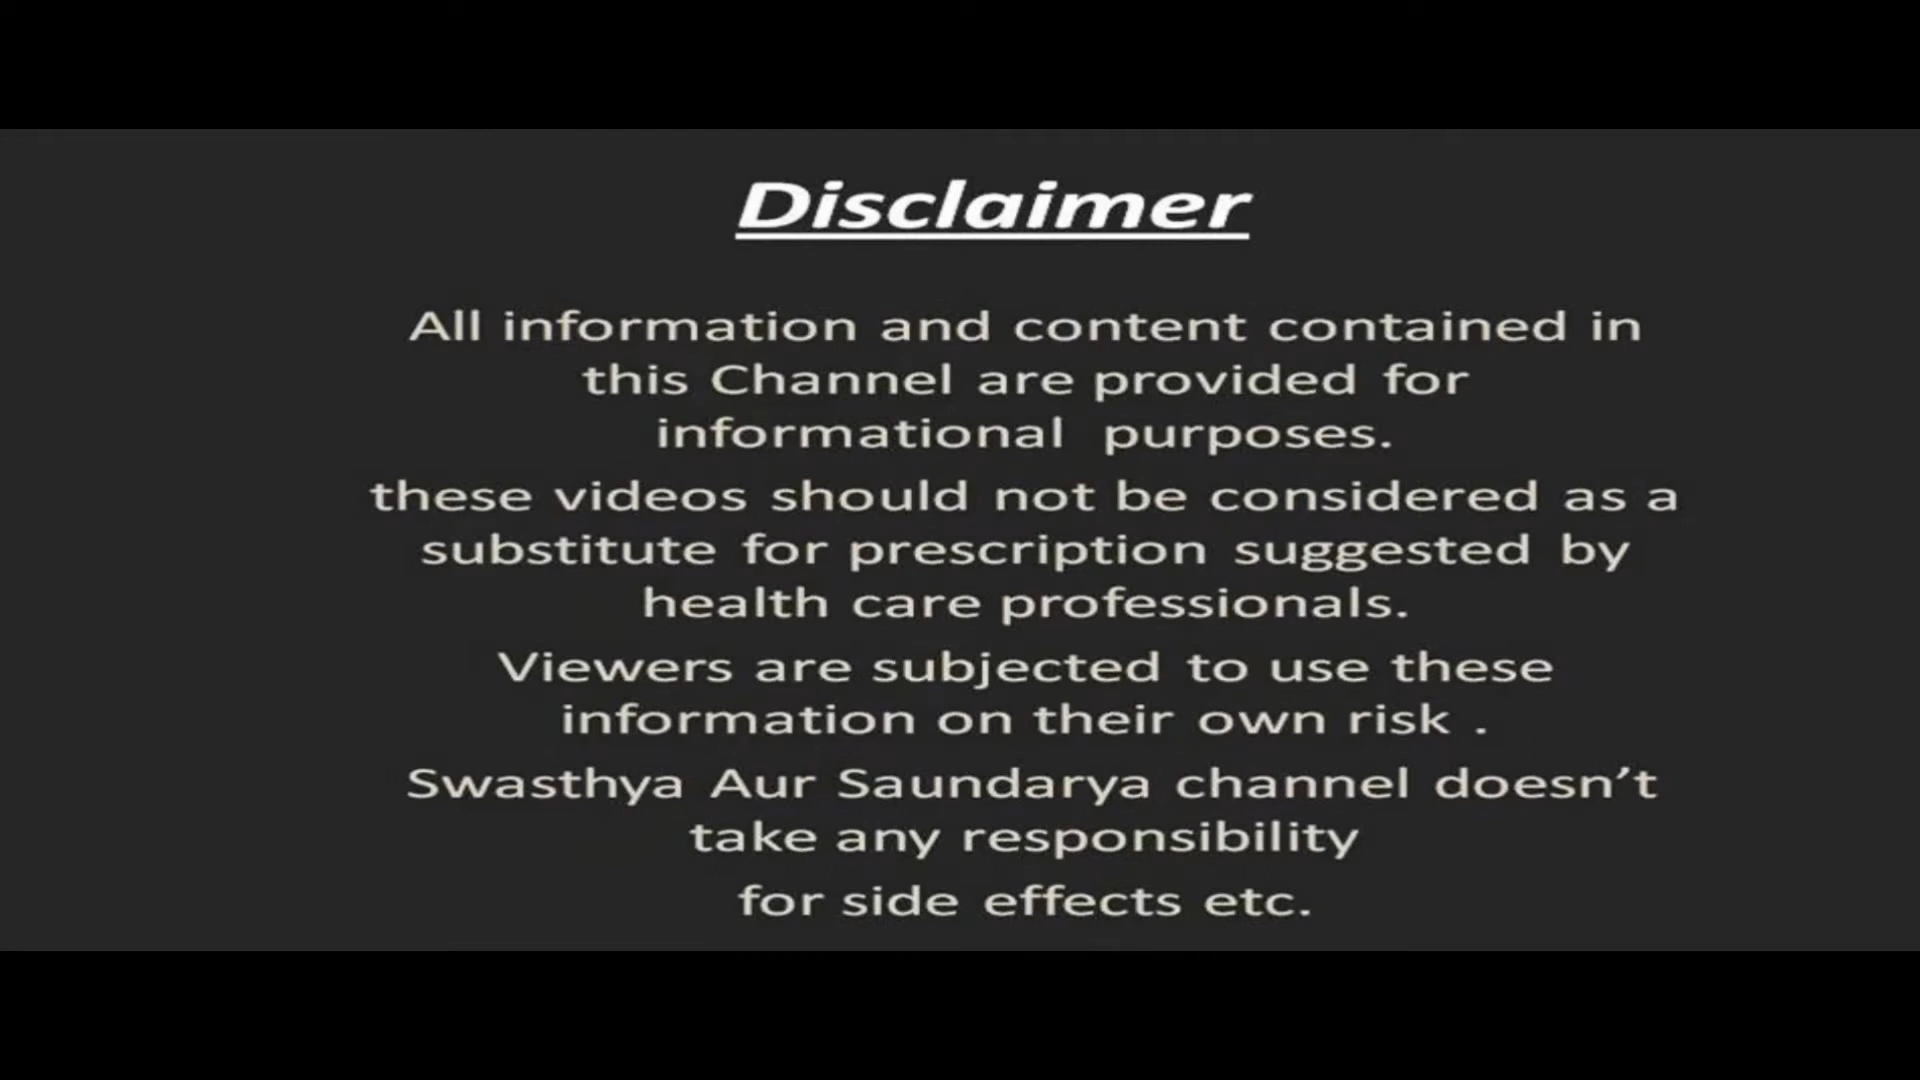 Disclaimer
All information and content contained in
this Channel are provided for
informational purposes.
these videos should not be considered as a
substitute for prescription suggested by
health care professionals.
Viewers are subjected to use these
information on their own risk .
Swasthya Aur Saundarya channel doesn’t
take any responsibility
for side effects etc.